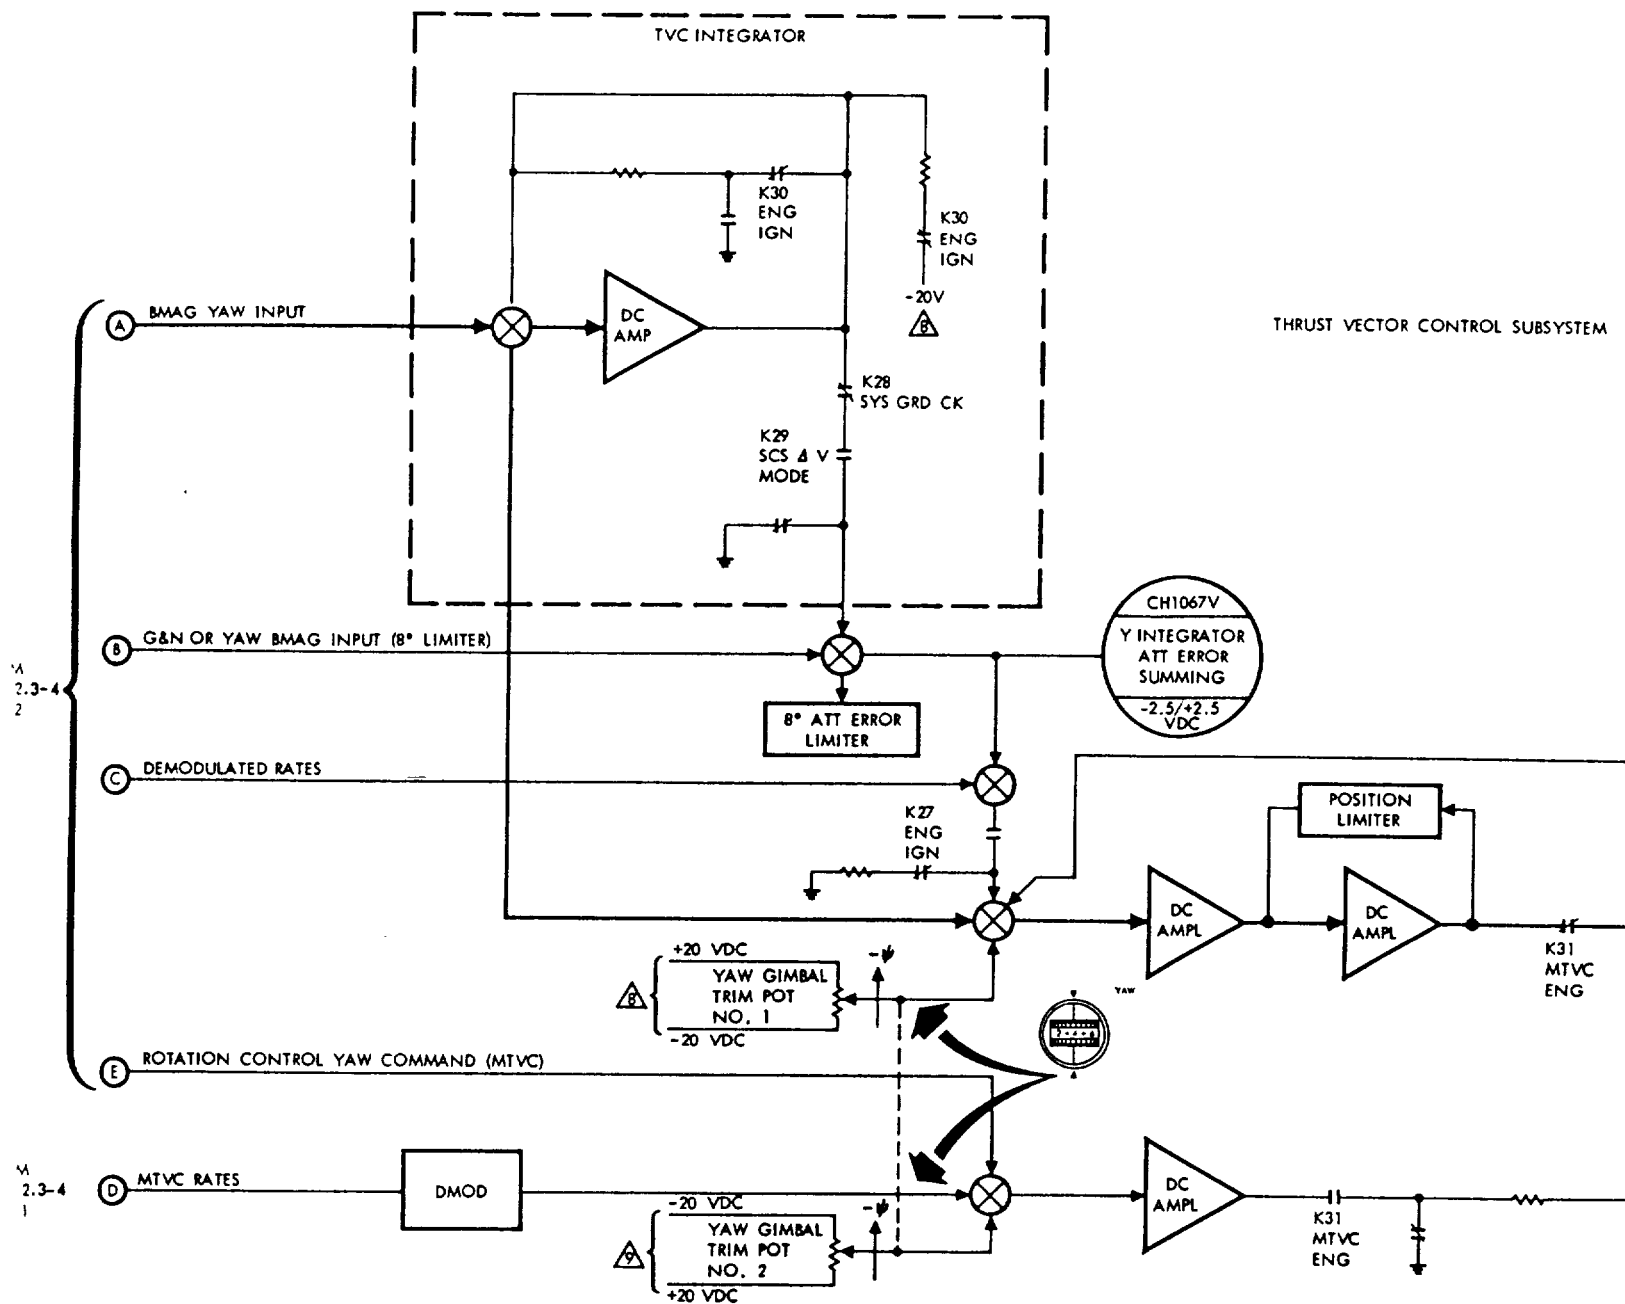 TVC INTEGRATOR
K30
ENG
IGN
K30
ENG
IGN
-20V
8
A
BMAG YAW INPUT
DC
AMP
THRUST VECTOR CONTROL SUBSYSTEM
K28
SYS GRD CK
K29
SCS Δ V
MODE
B
G&N OR YAW BMAG INPUT (8° LIMITER)
CH1067V
Y INTEGRATOR
ATT ERROR
SUMMING
-2.5/+2.5
VDC
2.3-4
2
8° ATT ERROR
LIMITER
C
DEMODULATED RATES
K27
ENG
IGN
POSITION
LIMITER
DC
AMPL
DC
AMPL
K31
MTVC
ENG
+20 VDC
YAW GIMBAL
TRIM POT
NO. 1
-20 VDC
8
-ψ
YAW
E
ROTATION CONTROL YAW COMMAND (MTVC)
2.3-4
1
D
MTVC RATES
DMOD
DC
AMPL
K31
MTVC
ENG
-20 VDC
YAW GIMBAL
TRIM POT
NO. 2
+20 VDC
9
-ψ